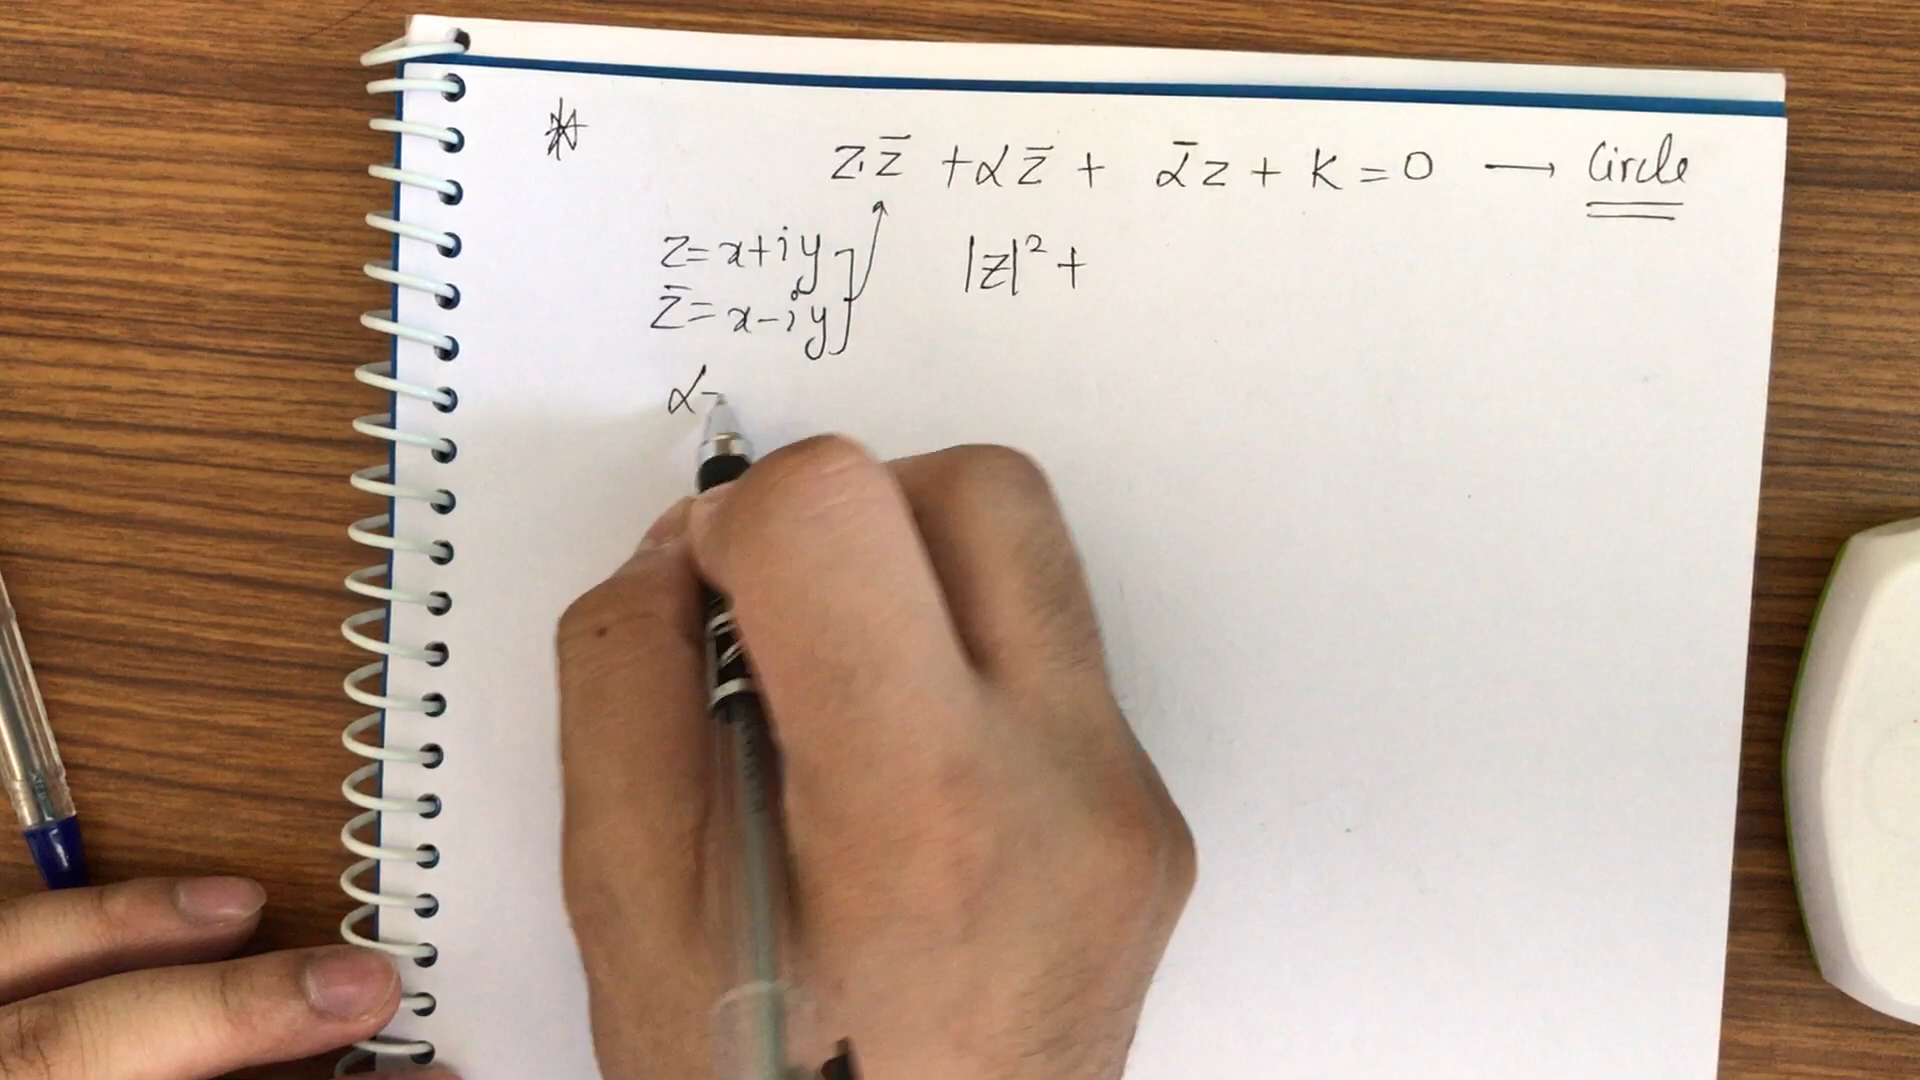 * z.z̄ + αz̄ + ᾱz + K = 0 → Circle
z = x + iy
|z|² +
z̄ = x - iy
α -